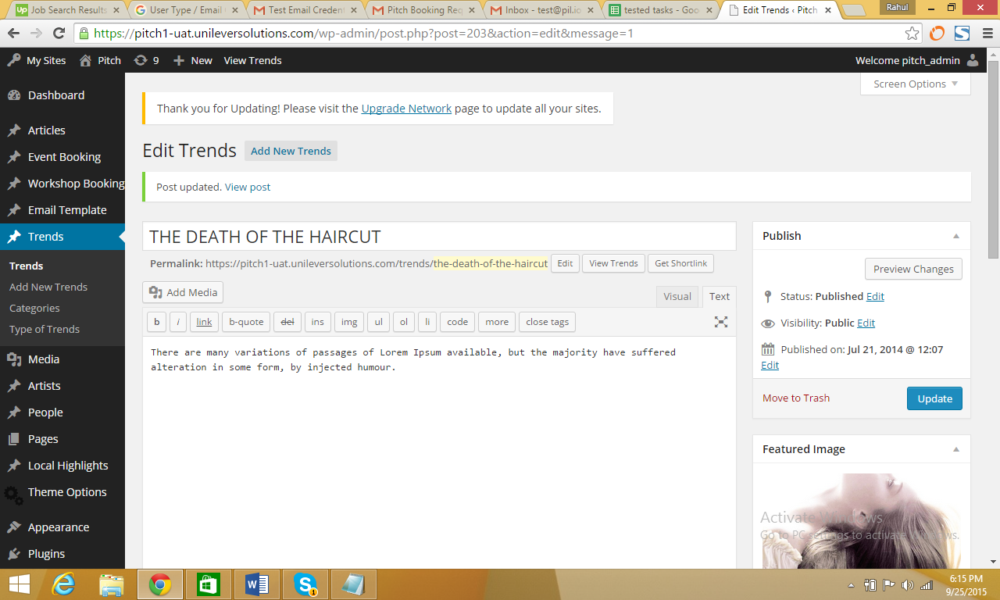 Up Job Search Results
User Type / Email
Test Email Creden
Pitch Booking Req
Inbox - test@pil.io
tested tasks - Goo
Edit Trends ‹ Pitch
Rahul
https://pitch1-uat.unileversolutions.com/wp-admin/post.php?post=203&action=edit&message=1
My Sites Pitch 9 New View Trends Welcome pitch_admin
Screen Options
Dashboard
Articles
Event Booking
Workshop Booking
Email Template
Trends
Trends
Add New Trends
Categories
Type of Trends
Media
Artists
People
Pages
Local Highlights
Theme Options
Appearance
Plugins
Thank you for Updating! Please visit the Upgrade Network page to update all your sites.
Edit Trends Add New Trends
Post updated. View post
THE DEATH OF THE HAIRCUT
Permalink: https://pitch1-uat.unileversolutions.com/trends/the-death-of-the-haircut Edit View Trends Get Shortlink
Add Media Visual Text
b i link b-quote del ins img ul ol li code more close tags
There are many variations of passages of Lorem Ipsum available, but the majority have suffered
alteration in some form, by injected humour.
Publish
Preview Changes
Status: Published Edit
Visibility: Public Edit
Published on: Jul 21, 2014 @ 12:07
Edit
Move to Trash Update
Featured Image
Activate Windows
Go to PC settings to activate Windows.
1
6:15 PM
9/25/2015